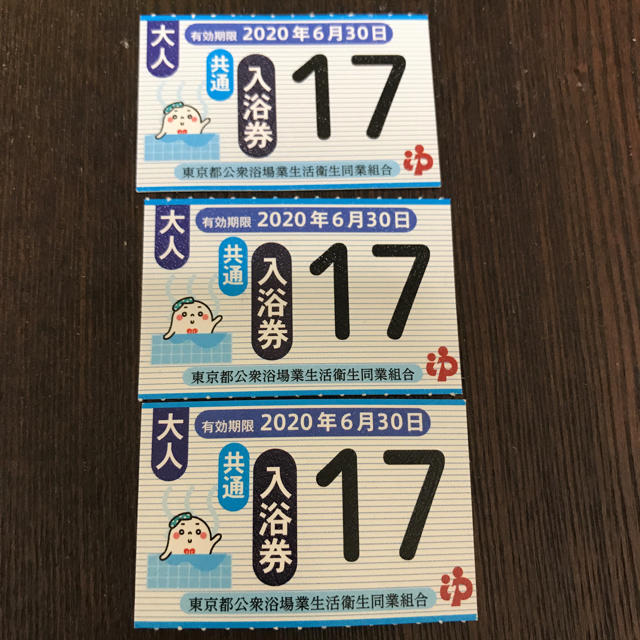 大人
有効期限 2020年6月30日
共通
入浴券
17
東京都公衆浴場業生活衛生同業組合
ゆ
大人
有効期限 2020年6月30日
共通
入浴券
17
東京都公衆浴場業生活衛生同業組合
ゆ
大人
有効期限 2020年6月30日
共通
入浴券
17
東京都公衆浴場業生活衛生同業組合
ゆ